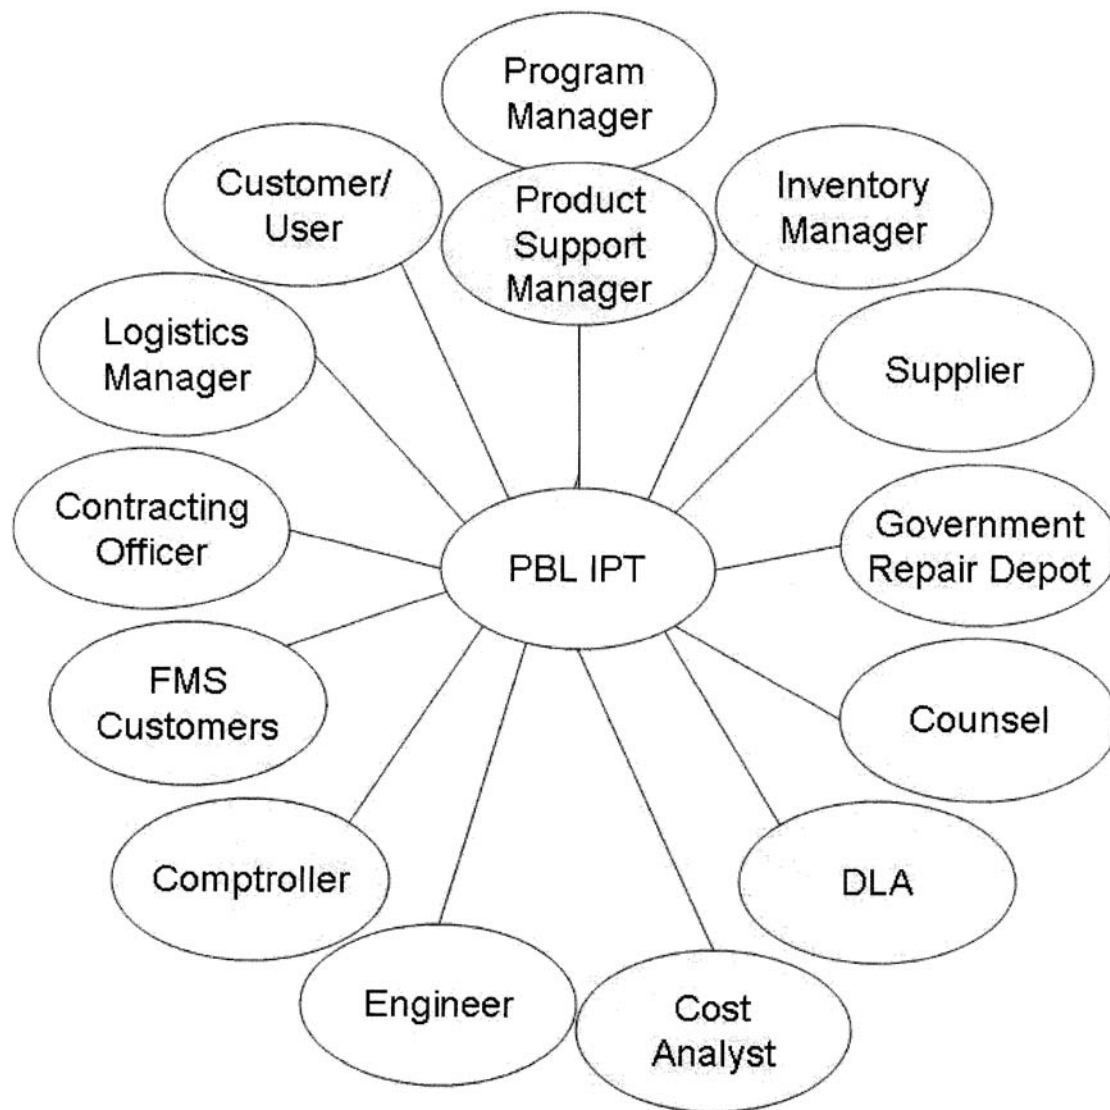 Program
Manager
Customer/
User
Product
Support
Manager
Inventory
Manager
Logistics
Manager
Supplier
Contracting
Officer
PBL IPT
Government
Repair Depot
FMS
Customers
Counsel
Comptroller
DLA
Engineer
Cost
Analyst